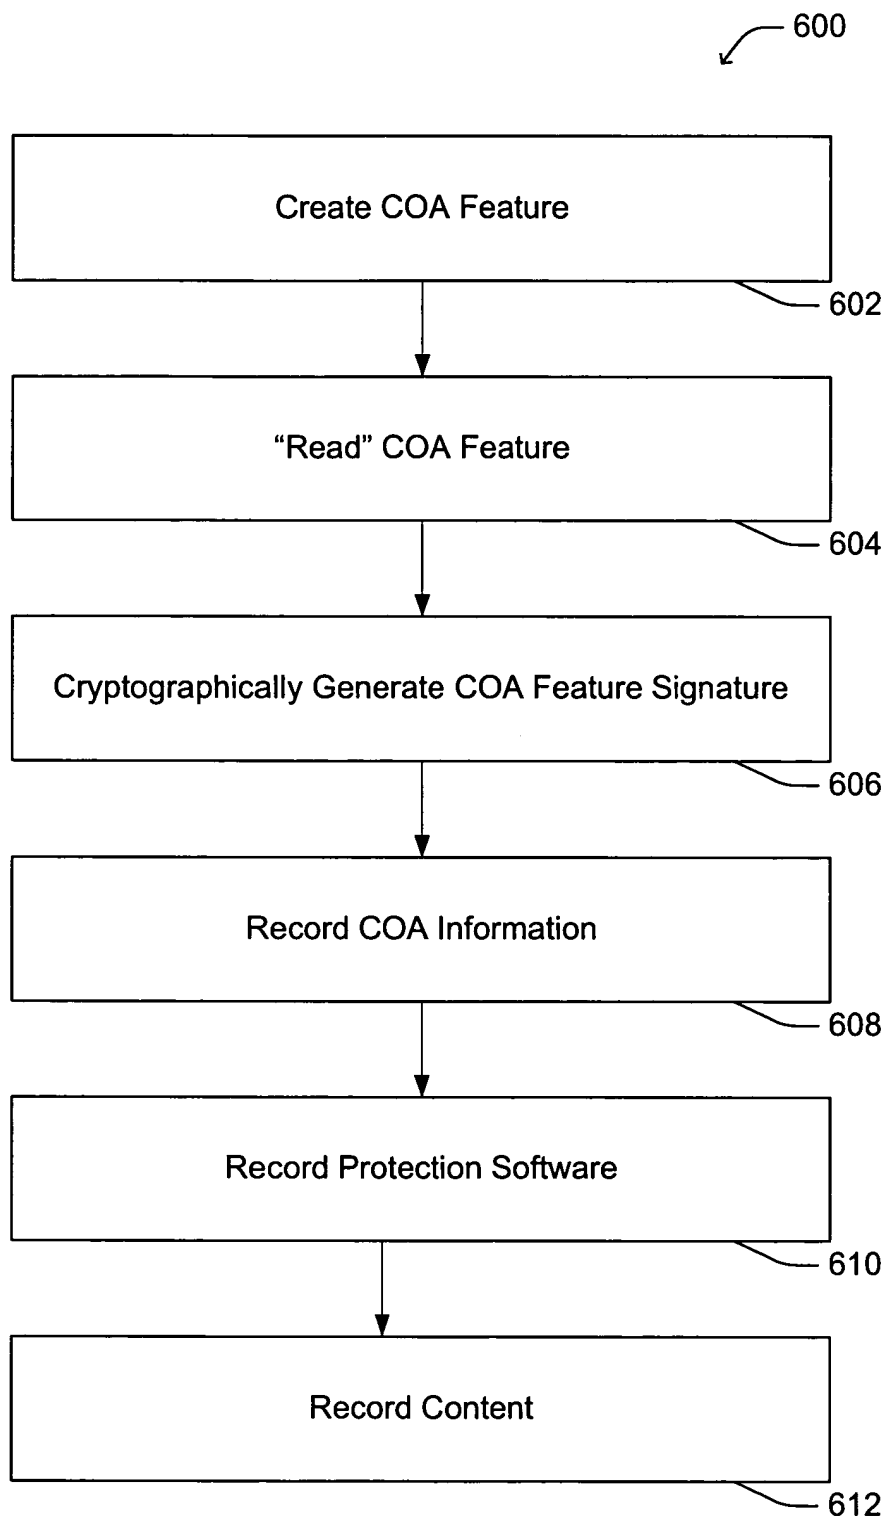 600
Create COA Feature
602
“Read” COA Feature
604
Cryptographically Generate COA Feature Signature
606
Record COA Information
608
Record Protection Software
610
Record Content
612